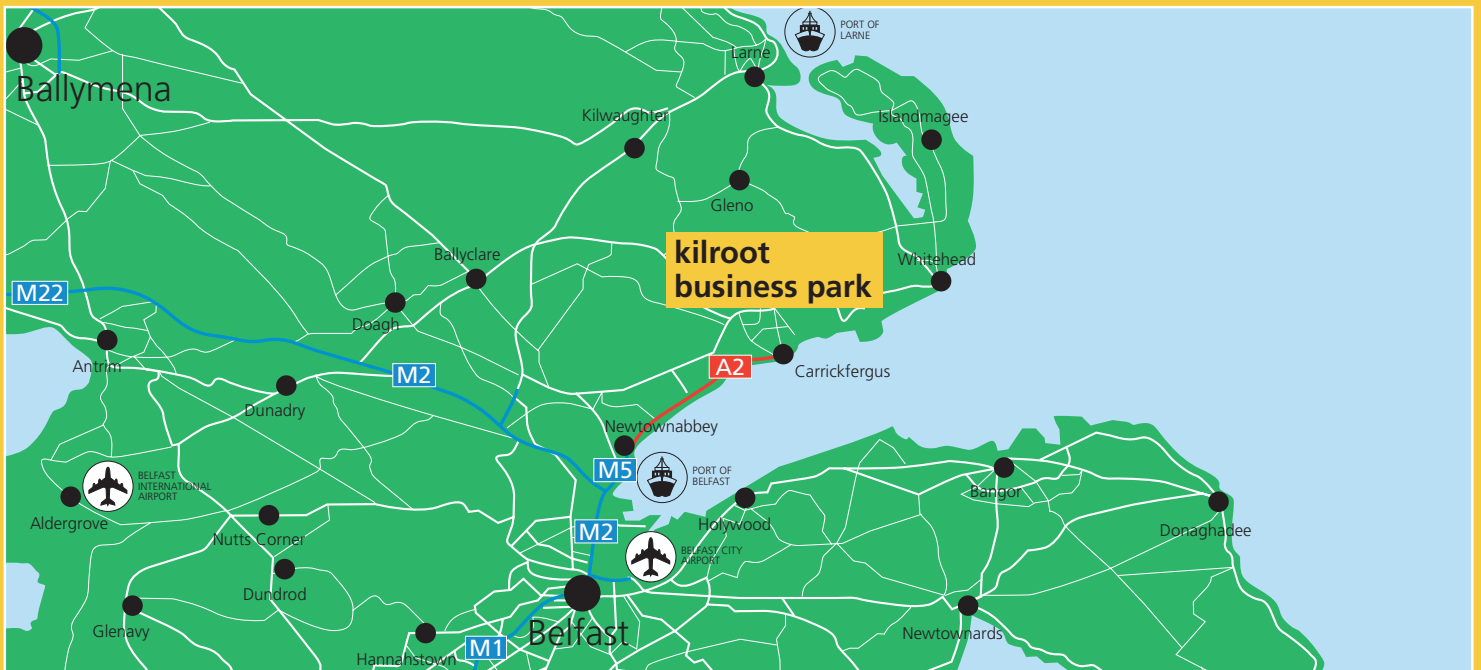 PORT OF
LARNE
Larne
Ballymena
Kilwaughter
Islandmagee
Gleno
kilroot
business park
Ballyclare
Whitehead
M22
Doagh
Antrim
M2
A2
Carrickfergus
Dunadry
Newtownabbey
M5
PORT OF
BELFAST
BELFAST
INTERNATIONAL
AIRPORT
Bangor
Aldergrove
Holywood
Donaghadee
Nutts Corner
M2
BELFAST CITY
AIRPORT
Dundrod
Glenavy
Belfast
Newtownards
M1
Hannahstown